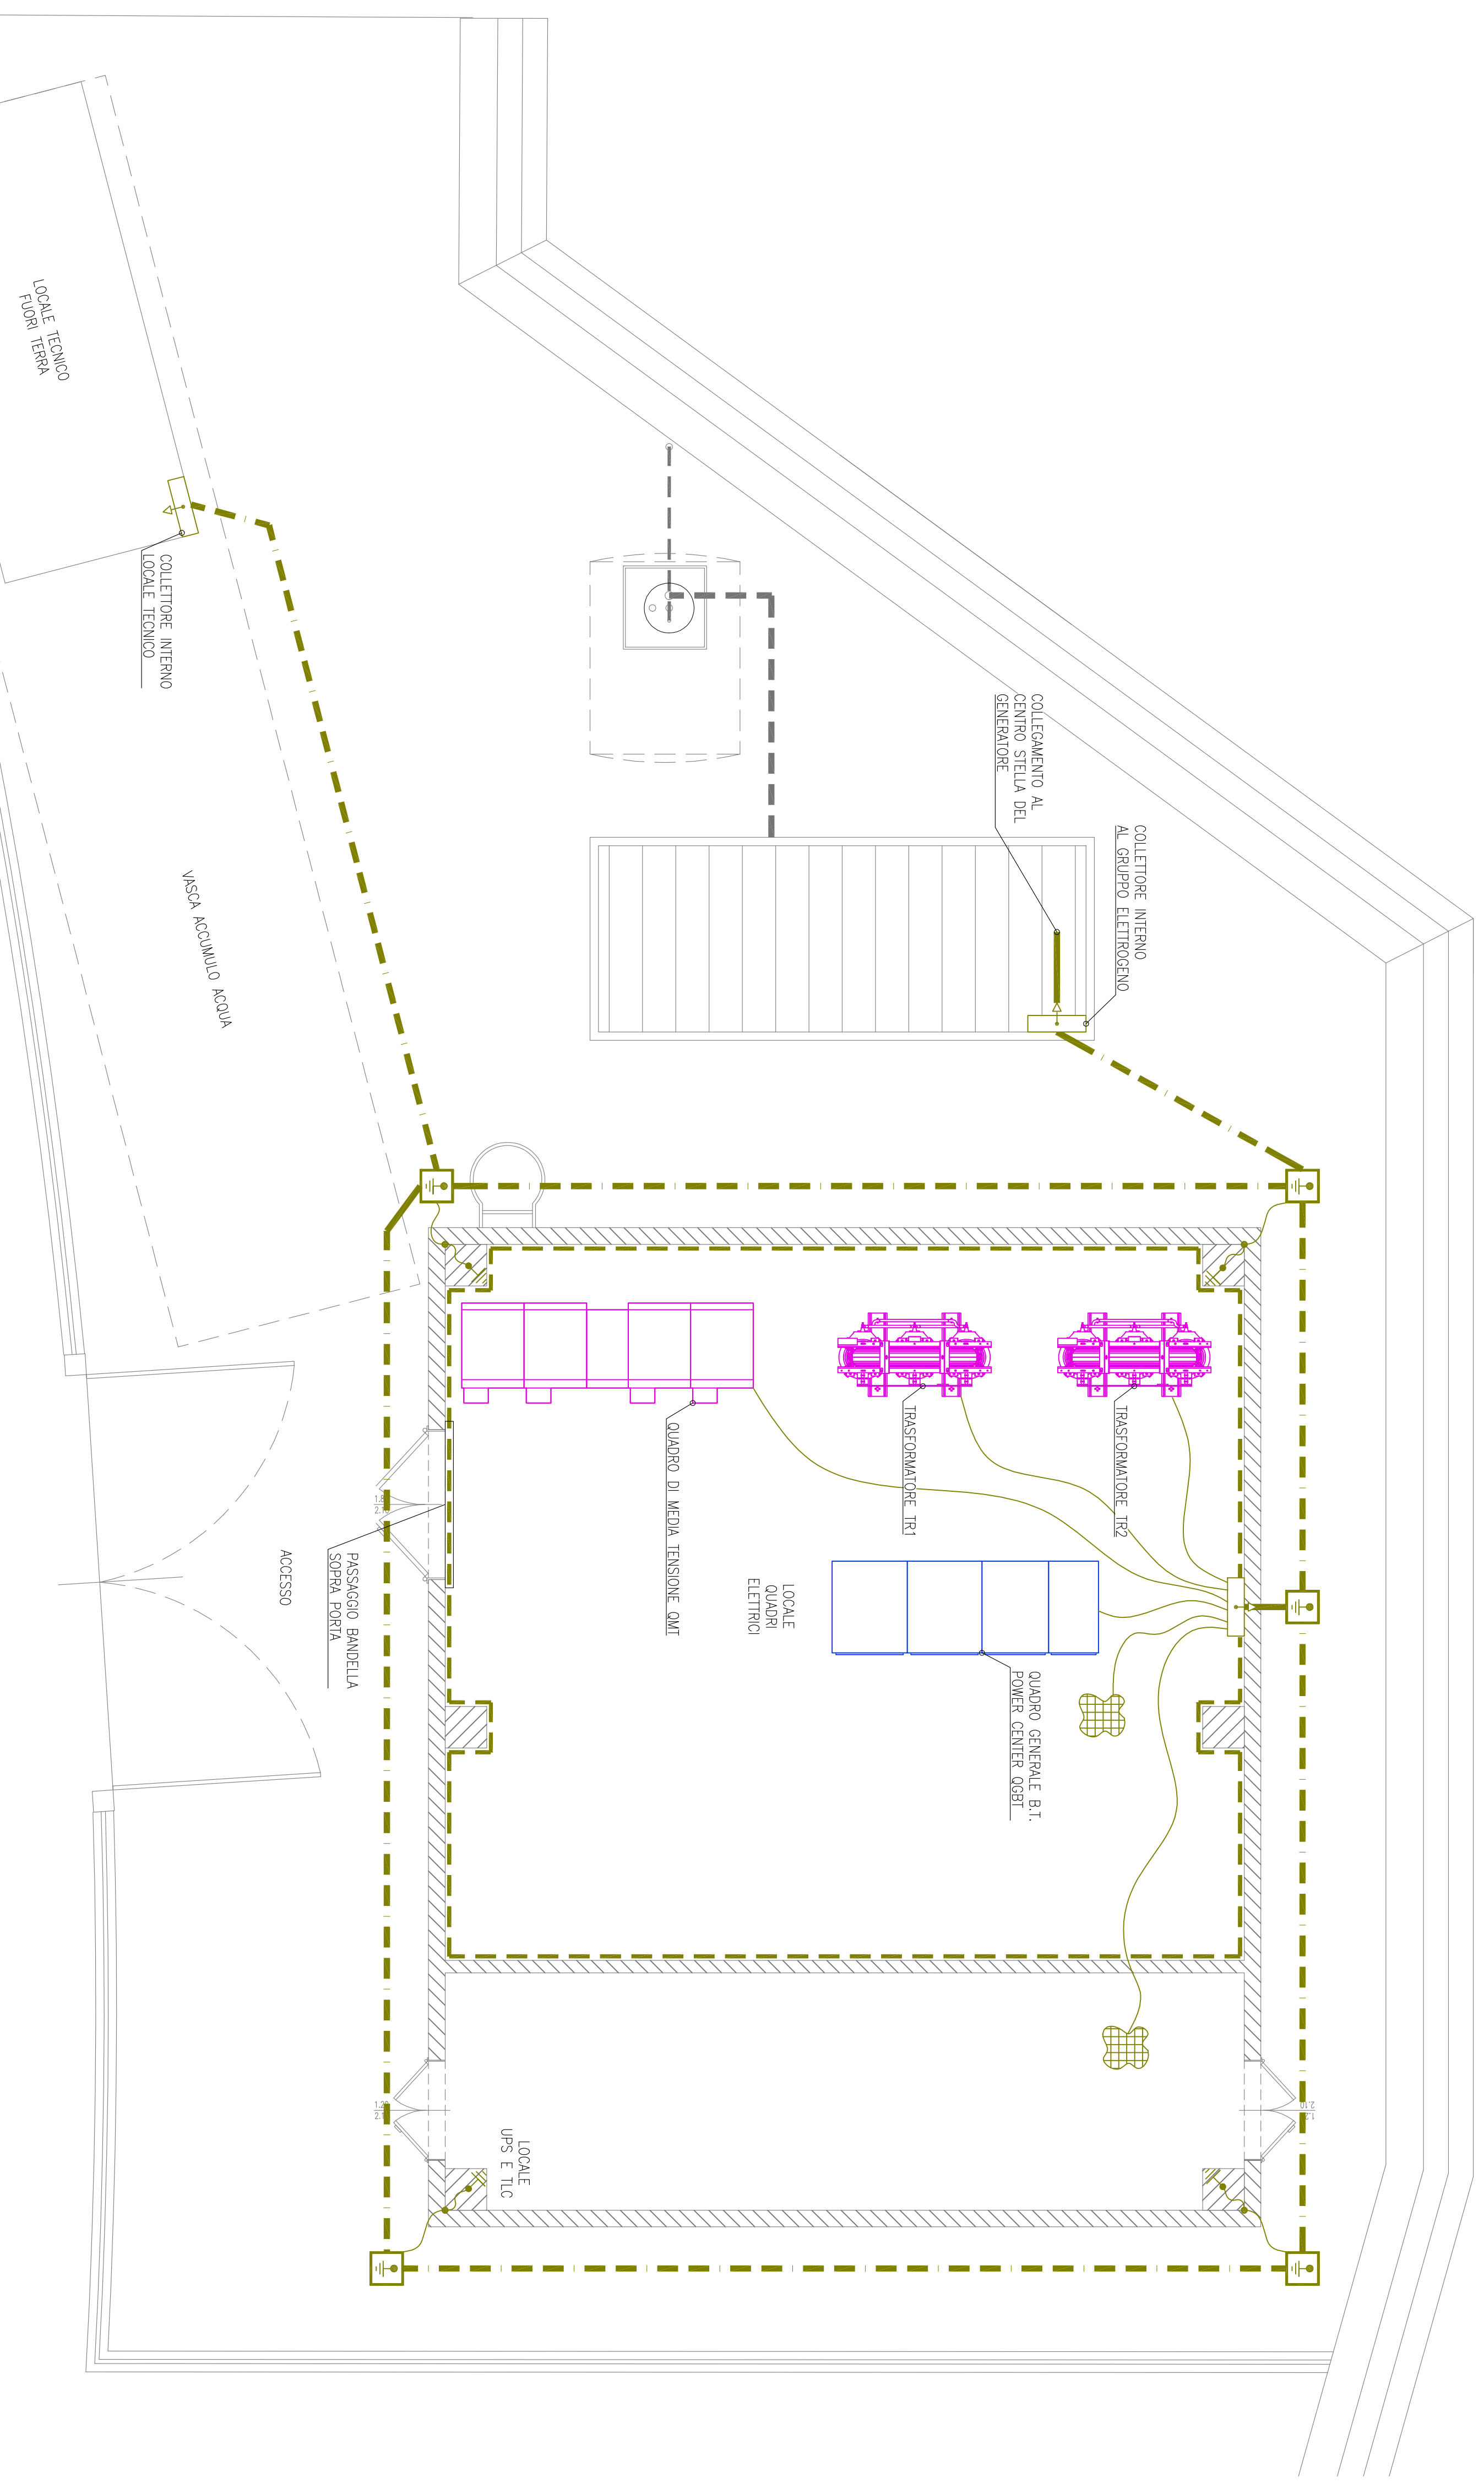 LOCALE TECNICO
FUORI TERRA
COLLETTORE INTERNO
LOCALE TECNICO
VASCA ACCUMULO ACQUA
COLLEGAMENTO AL
CENTRO STELLA DEL
GENERATORE
COLLETTORE INTERNO
AL GRUPPO ELETTROGENO
TRASFORMATORE TR2
TRASFORMATORE TR1
QUADRO DI MEDIA TENSIONE QMT
LOCALE
QUADRI
ELETTRICI
QUADRO GENERALE B.T.
POWER CENTER QGBT
PASSAGGIO BANDELLA
SOPRA PORTA
ACCESSO
LOCALE
UPS E TLC
2.10